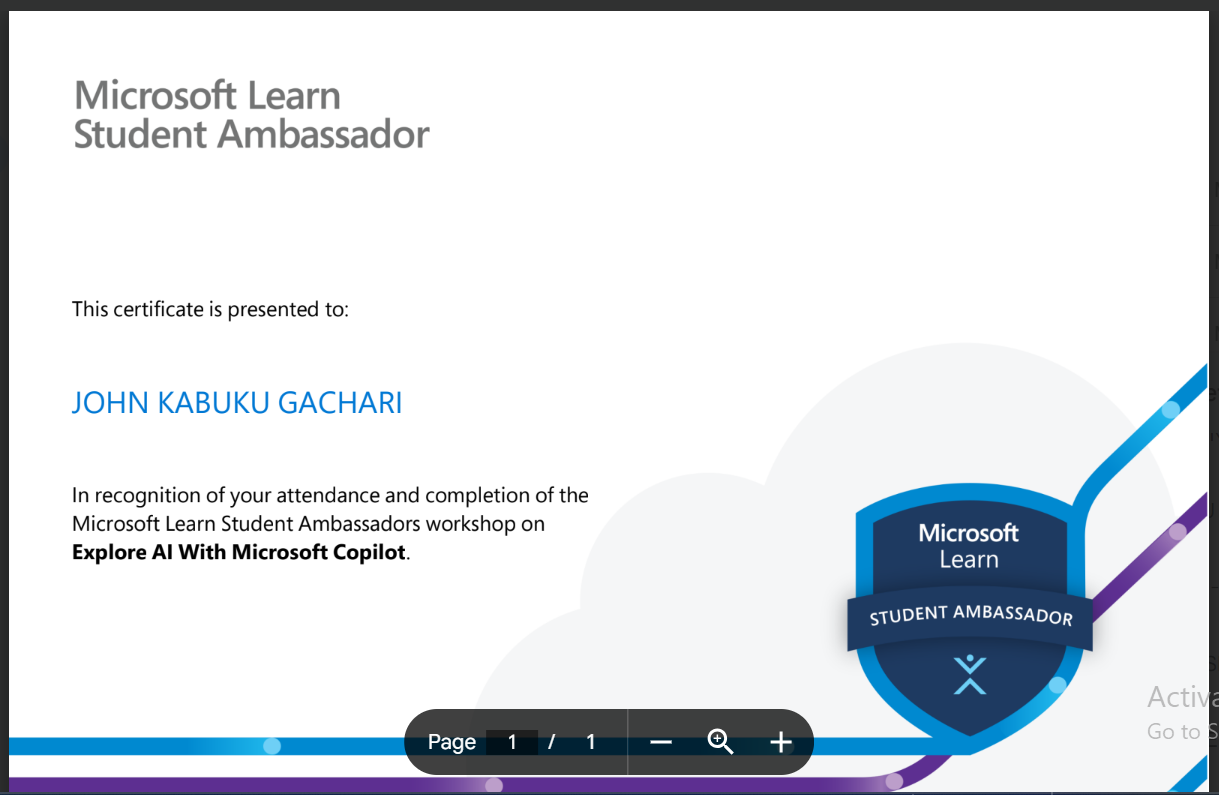 Microsoft Learn
Student Ambassador
This certificate is presented to:
JOHN KABUKU GACHARI
In recognition of your attendance and completion of the
Microsoft Learn Student Ambassadors workshop on
Explore AI With Microsoft Copilot.
Microsoft
Learn
STUDENT AMBASSADOR
Page 1 / 1
Go to